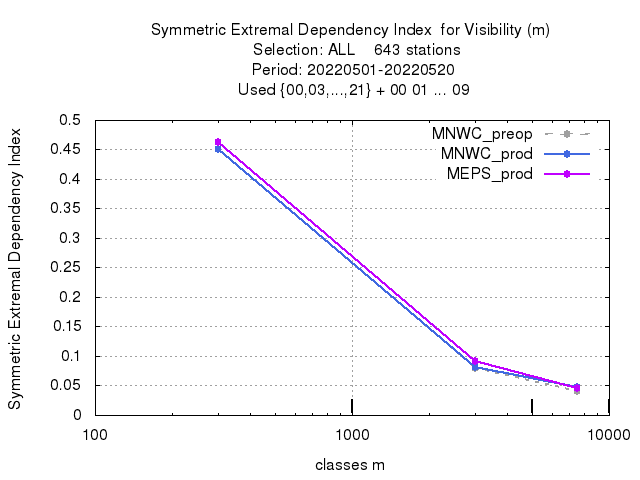 Symmetric Extremal Dependency Index  for Visibility (m)
Selection: ALL    643 stations
Period: 20220501-20220520
Used {00,03,...,21} + 00 01 ... 09
MNWC_preop
MNWC_prod
MEPS_prod
Symmetric Extremal Dependency Index
0.5
0.45
0.4
0.35
0.3
0.25
0.2
0.15
0.1
0.05
0
100
1000
10000
classes m